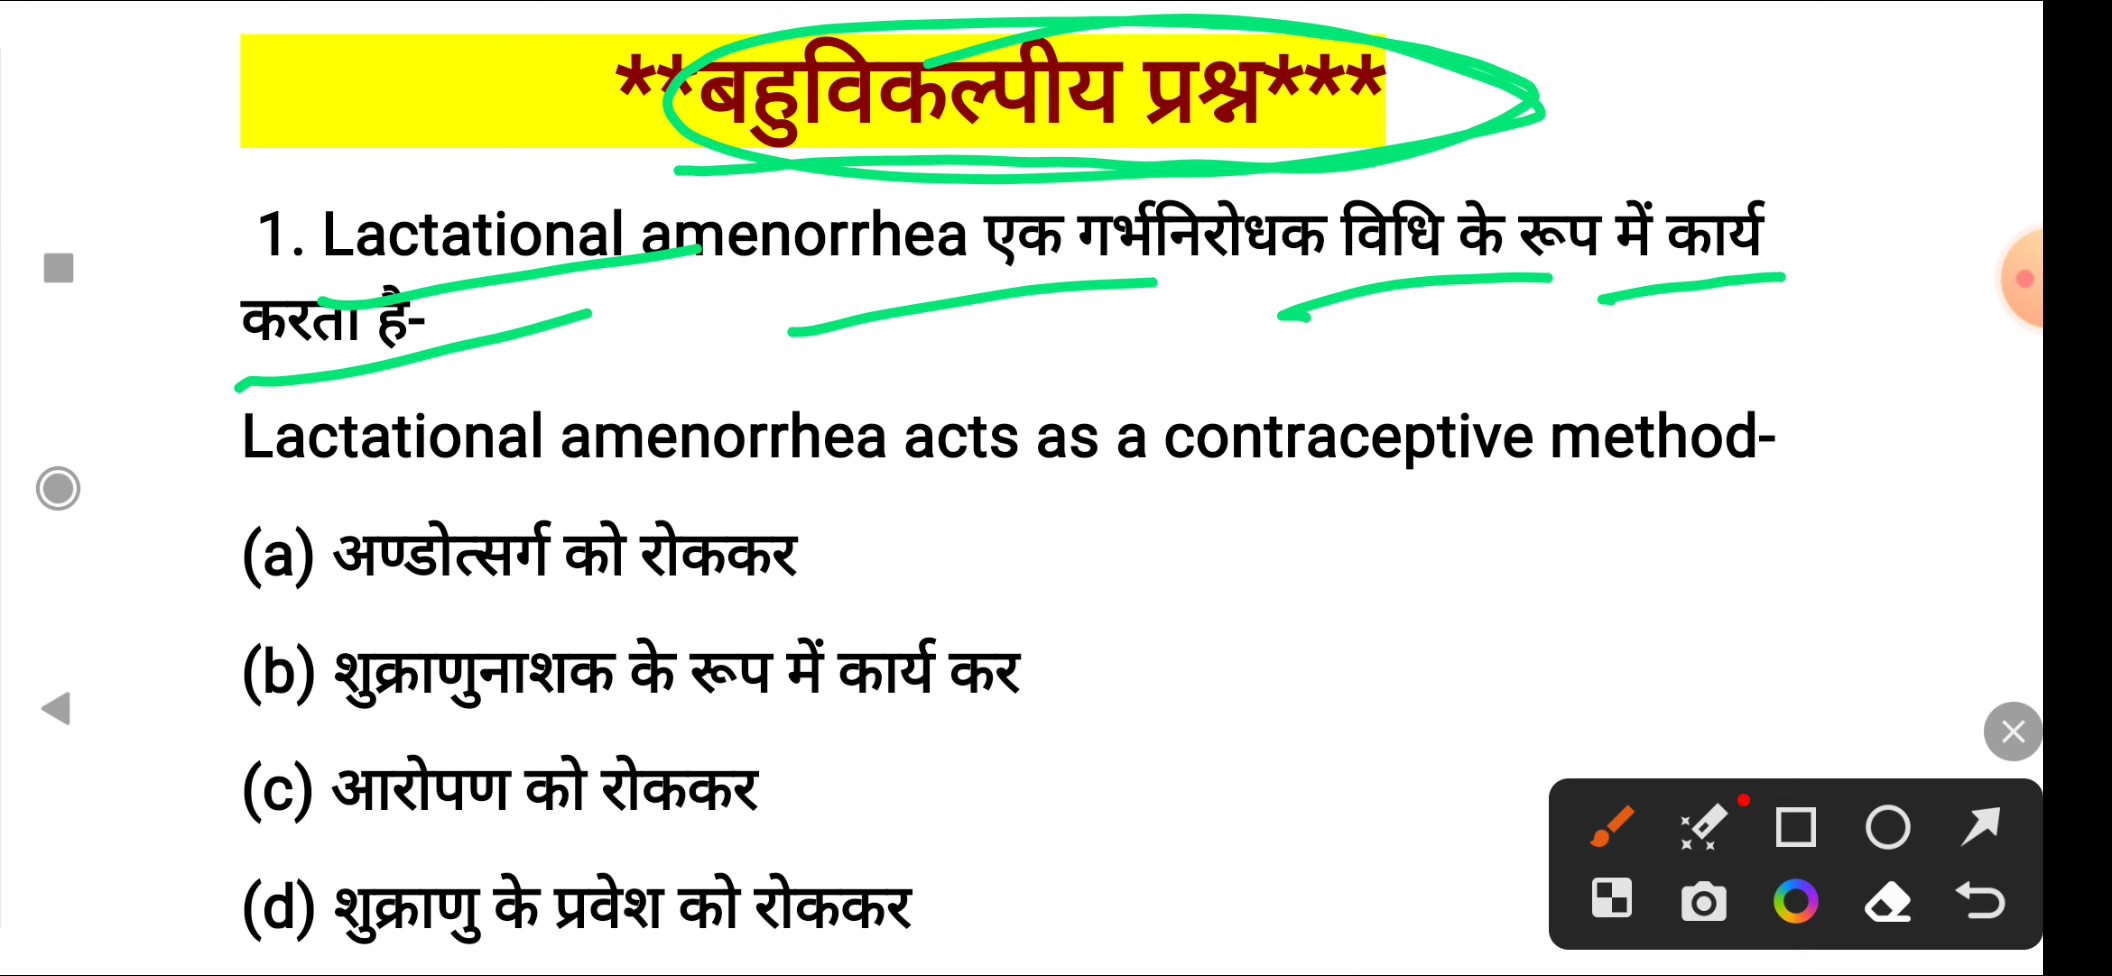 **बहुविकल्पीय प्रश्न***
1. Lactational amenorrhea एक गर्भनिरोधक विधि के रूप में कार्य
करता है-
Lactational amenorrhea acts as a contraceptive method-
(a) अण्डोत्सर्ग को रोककर
(b) शुक्राणुनाशक के रूप में कार्य कर
(c) आरोपण को रोककर
(d) शुक्राणु के प्रवेश को रोककर